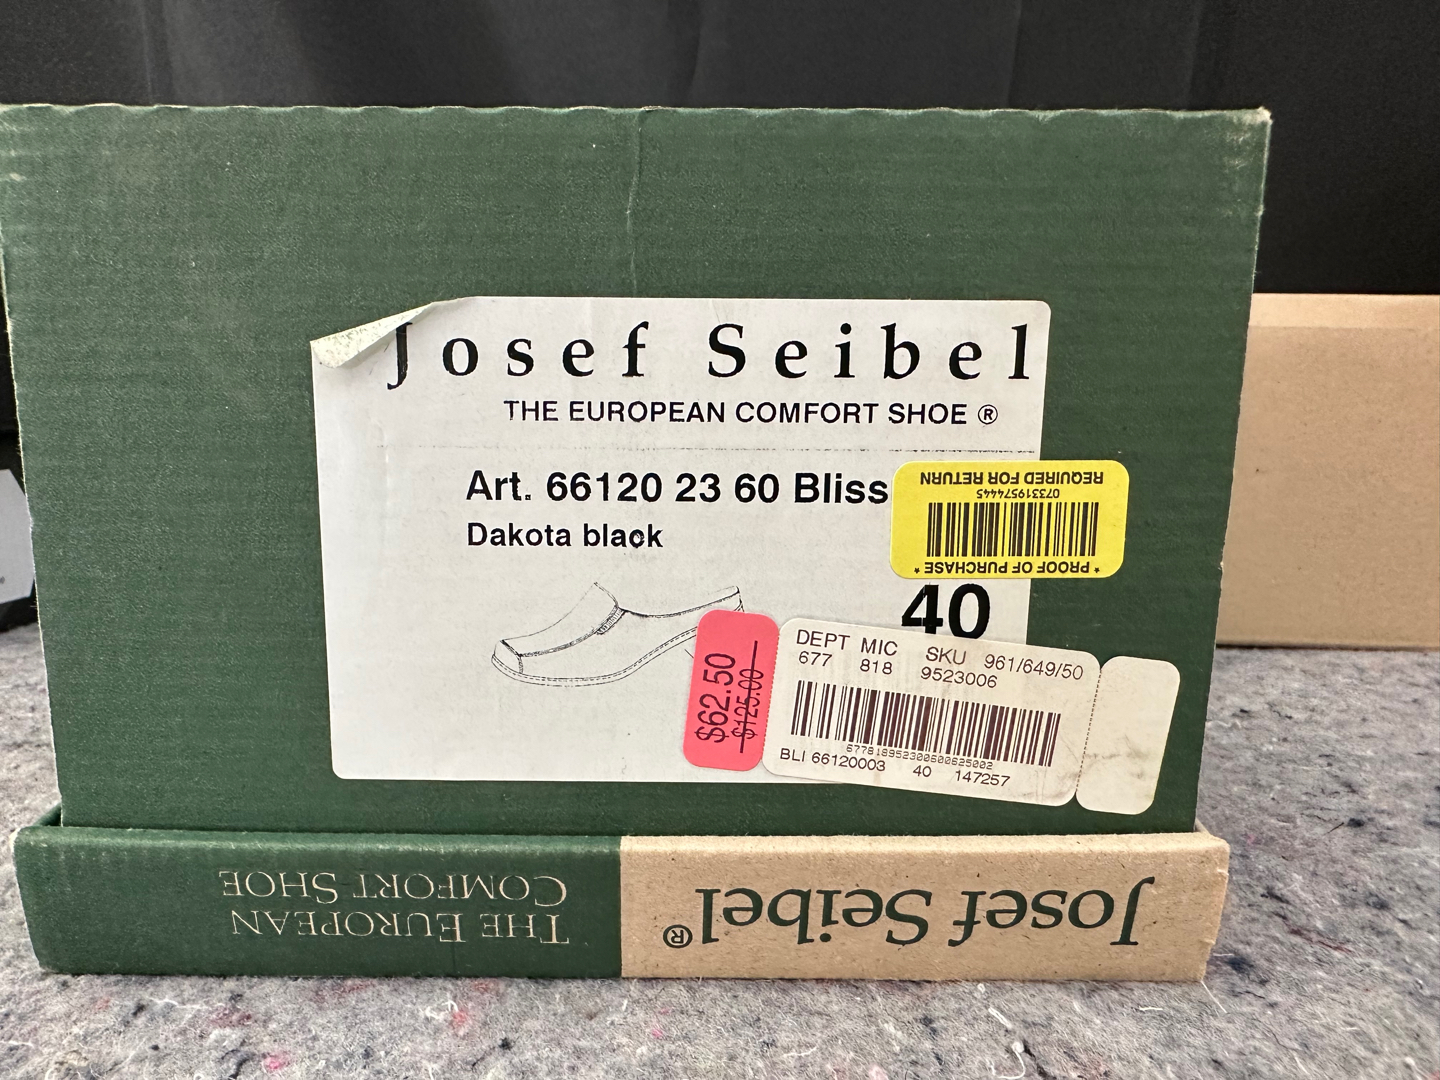 Josef Seibel
THE EUROPEAN COMFORT SHOE ®
Art. 66120 23 60 Bliss
Dakota black
REQUIRED FOR RETURN
073319574445
* PROOF OF PURCHASE *
40
$62.50
$125.00
DEPT MIC SKU 961/649/50
677 818 9523006
677818952300600625002
BLI 66120003 40 147257
THE EUROPEAN
COMFORT SHOE
Josef Seibel®